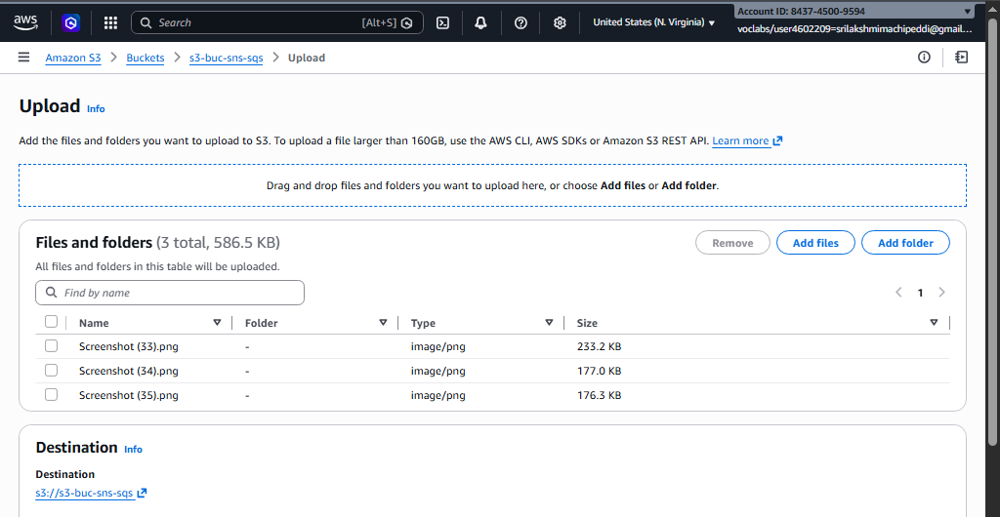 aws
Search [Alt+S]
United States (N. Virginia)
Account ID: 8437-4500-9594
voclabs/user4602209=srilakshmimachipeddi@gmail...
Amazon S3 > Buckets > s3-buc-sns-sqs > Upload
Upload Info
Add the files and folders you want to upload to S3. To upload a file larger than 160GB, use the AWS CLI, AWS SDKs or Amazon S3 REST API. Learn more
Drag and drop files and folders you want to upload here, or choose Add files or Add folder.
Files and folders (3 total, 586.5 KB)
Remove Add files Add folder
All files and folders in this table will be uploaded.
Find by name
1
Name Folder Type Size
Screenshot (33).png - image/png 233.2 KB
Screenshot (34).png - image/png 177.0 KB
Screenshot (35).png - image/png 176.3 KB
Destination Info
Destination
s3://s3-buc-sns-sqs